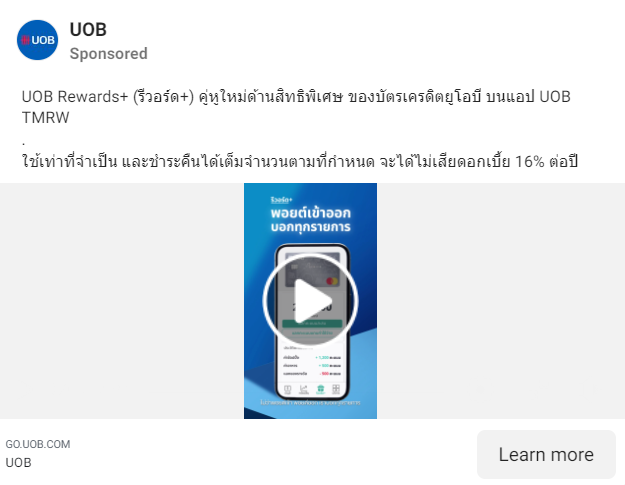 UOB
UOB
Sponsored
UOB Rewards+ (รีวอร์ด+) คู่หูใหม่ด้านสิทธิพิเศษ ของบัตรเครดิตยูโอบี บนแอป UOB
TMRW
.
ใช้เท่าที่จำเป็น และชำระคืนได้เต็มจำนวนตามที่กำหนด จะได้ไม่เสียดอกเบี้ย 16% ต่อปี
รีวอร์ด+
พอยต์เข้าออก
บอกทุกรายการ
GO.UOB.COM
UOB
Learn more